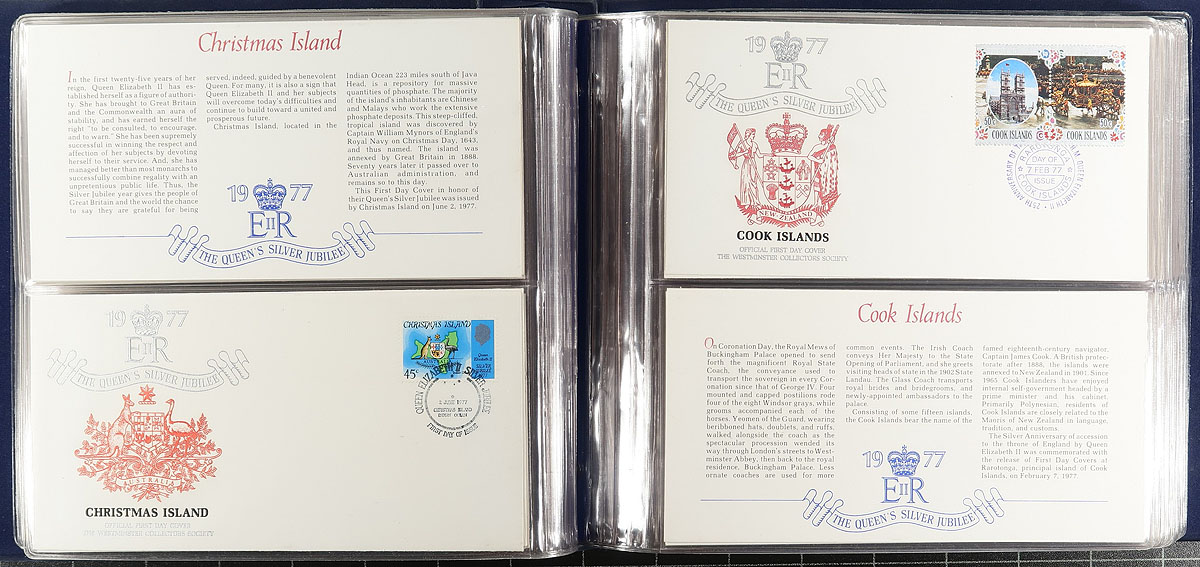 Christmas Island
In the first twenty-five years of her
reign, Queen Elizabeth II has es-
tablished herself as a figure of authori-
ty. She has brought to Great Britain
and the Commonwealth an aura of
stability, and has earned herself the
right "to be consulted, to encourage,
and to warn." She has been supremely
successful in winning the respect and
affection of her subjects by devoting
herself to their service. And, she has
managed better than most monarchs to
successfully combine regality with an
unpretentious public life. Thus, the
Silver Jubilee year gives the people of
Great Britain and the world the chance
to say they are grateful for being
served, indeed, guided by a benevolent
Queen. For many, it is also a sign that
Queen Elizabeth II and her subjects
will overcome today's difficulties and
continue to build toward a united and
prosperous future.
Christmas Island, located in the
Indian Ocean 223 miles south of Java
Head, is a repository for massive
quantities of phosphate. The majority
of the island's inhabitants are Chinese
and Malays who work the extensive
phosphate deposits. This steep-cliffed,
tropical island was discovered by
Captain William Mynors of England's
Royal Navy on Christmas Day, 1643,
and thus named. The island was
annexed by Great Britain in 1888.
Seventy years later it passed over to
Australian administration, and
remains so to this day.
This First Day Cover in honor of
their Queen's Silver Jubilee was issued
by Christmas Island on June 2, 1977.
19 77
EIIR
THE QUEEN'S SILVER JUBILEE
19 77
EIIR
THE QUEEN'S SILVER JUBILEE
AUSTRALIA
CHRISTMAS ISLAND
OFFICIAL FIRST DAY COVER
THE WESTMINSTER COLLECTORS SOCIETY
CHRISTMAS ISLAND
Queen
Elizabeth II
SILVER
JUBILEE
AUSTRALIA
45c
QUEEN ELIZABETH II SILVER JUBILEE
2 JUNE 1977
CHRISTMAS ISLAND
INDIAN OCEAN
FIRST DAY OF ISSUE
19 77
EIIR
THE QUEEN'S SILVER JUBILEE
NEW ZEALAND
COOK ISLANDS
OFFICIAL FIRST DAY COVER
THE WESTMINSTER COLLECTORS SOCIETY
50c
COOK ISLANDS
COOK ISLANDS
DAY OF
7 FEB 77
ISSUE
COOK ISLANDS
Cook Islands
On Coronation Day, the Royal Mews of
Buckingham Palace opened to send
forth the magnificent Royal State
Coach, the conveyance used to
transport the sovereign in every Cor-
onation since that of George IV. Four
mounted and capped postilions rode
four of the eight Windsor grays, while
grooms accompanied each of the
horses. Yeomen of the Guard, wearing
beribboned hats, doublets, and ruffs,
walked alongside the coach as the
spectacular procession wended its
way through London's streets to West-
minster Abbey, then back to the royal
residence, Buckingham Palace. Less
ornate coaches are used for more
common events. The Irish Coach
conveys Her Majesty to the State
Opening of Parliament, and she greets
visiting heads of state in the 1902 State
Landau. The Glass Coach transports
royal brides and bridegrooms, and
newly-appointed ambassadors to the
palace.
Consisting of some fifteen islands,
the Cook Islands bear the name of the
famed eighteenth-century navigator,
Captain James Cook. A British protec-
torate after 1888, the islands were
annexed to New Zealand in 1901. Since
1965 Cook Islanders have enjoyed
internal self-government headed by a
prime minister and his cabinet.
Primarily Polynesian, residents of
Cook Islands are closely related to the
Maoris of New Zealand in language,
tradition, and customs.
The Silver Anniversary of accession
to the throne of England by Queen
Elizabeth II was commemorated with
the release of First Day Covers at
Rarotonga, principal island of Cook
Islands, on February 7, 1977.
19 77
EIIR
THE QUEEN'S SILVER JUBILEE